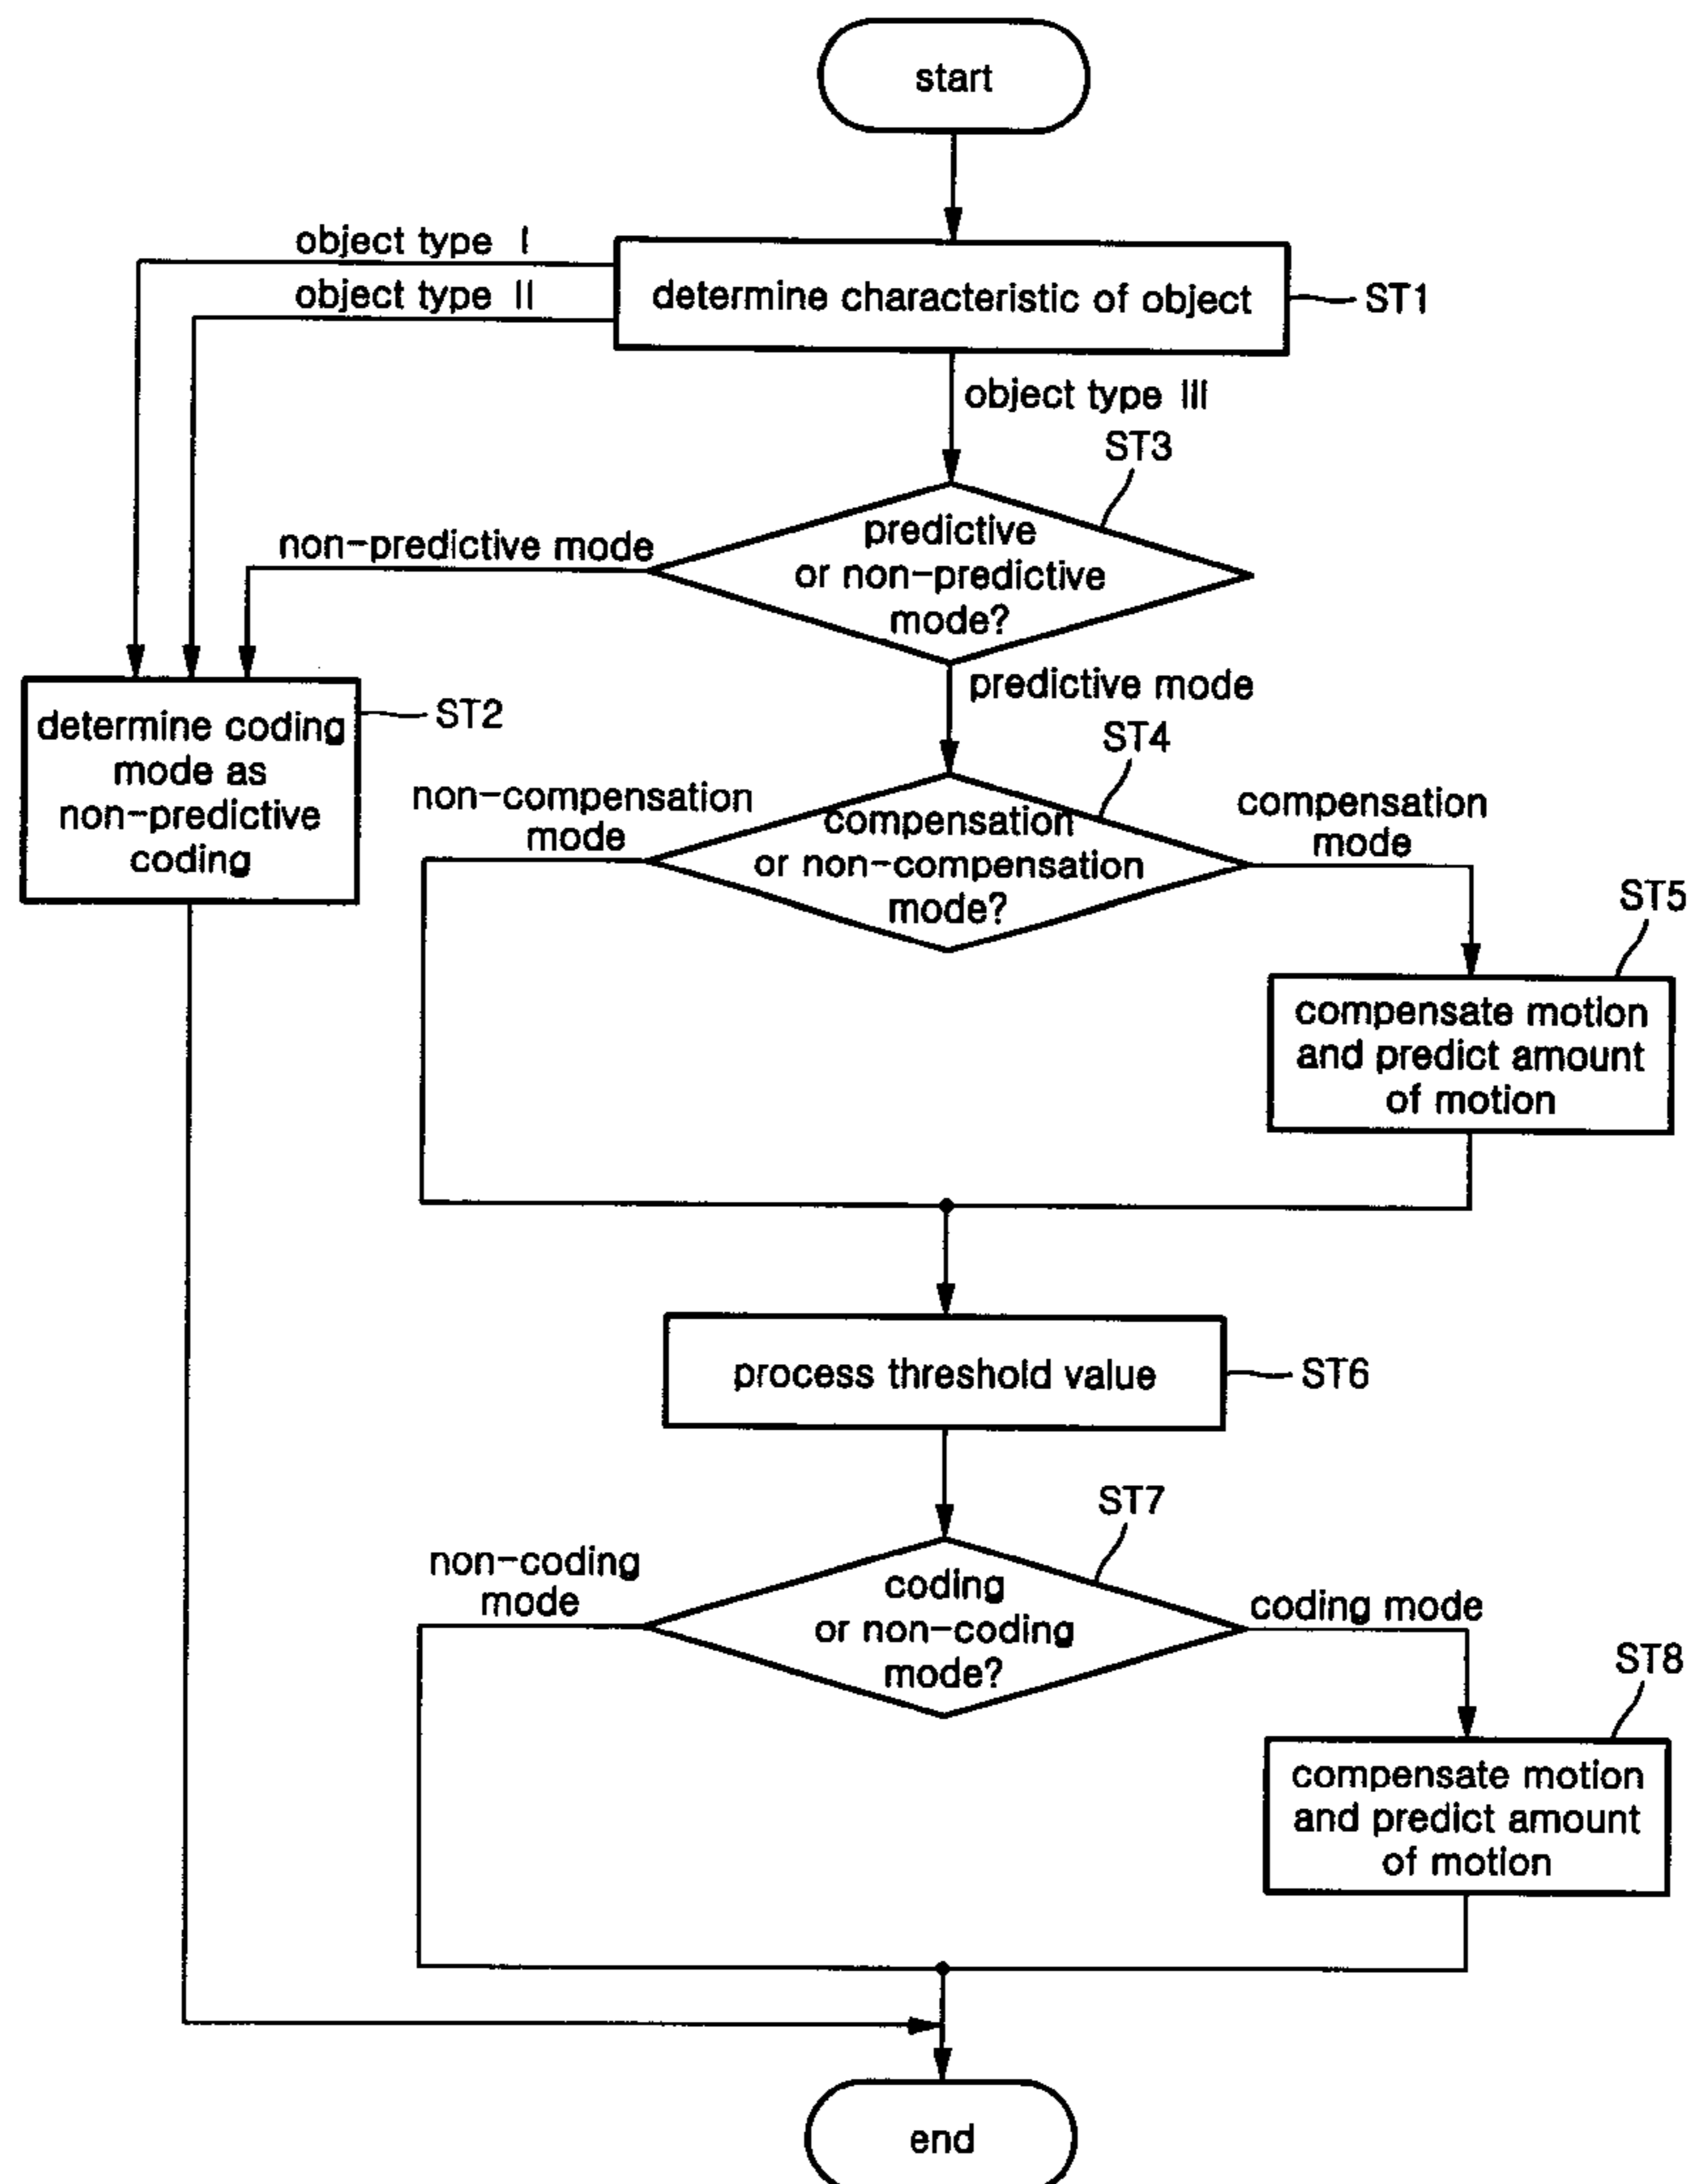 start
object type I
object type II
determine characteristic of object
ST1
object type III
ST3
non-predictive mode
predictive
or non-predictive
mode?
predictive mode
ST2
determine coding
mode as
non-predictive
coding
ST4
non-compensation
mode
compensation
or non-compensation
mode?
compensation
mode
ST5
compensate motion
and predict amount
of motion
process threshold value
ST6
ST7
non-coding
mode
coding
or non-coding
mode?
coding mode
ST8
compensate motion
and predict amount
of motion
end